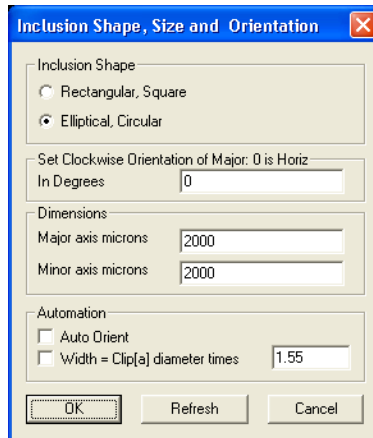 Inclusion Shape, Size and Orientation
Inclusion Shape
Rectangular, Square
Elliptical, Circular
Set Clockwise Orientation of Major: 0 is Horiz
In Degrees 0
Dimensions
Major axis microns 2000
Minor axis microns 2000
Automation
Auto Orient
Width = Clip[a] diameter times 1.55
OK Refresh Cancel